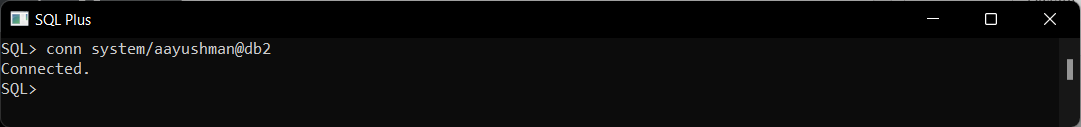 SQL Plus
SQL> conn system/aayushman@db2
Connected.
SQL>